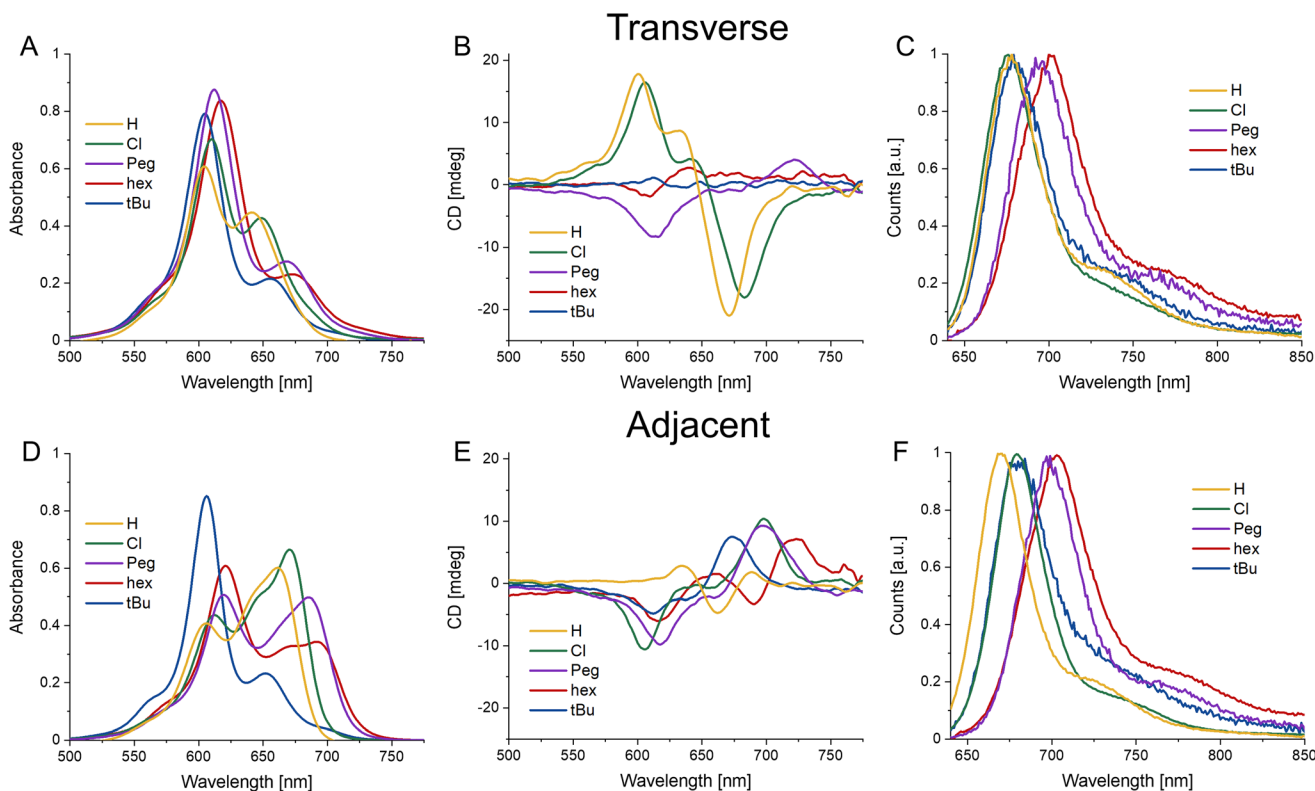 Transverse
A
B
C
1
0.8
0.6
0.4
0.2
0
Absorbance
H
Cl
Peg
hex
tBu
500 550 600 650 700 750
Wavelength [nm]
20
10
0
-10
-20
CD [mdeg]
H
Cl
Peg
hex
tBu
500 550 600 650 700 750
Wavelength [nm]
1
0.8
0.6
0.4
0.2
0
Counts [a.u.]
H
Cl
Peg
hex
tBu
650 700 750 800 850
Wavelength [nm]
Adjacent
D
E
F
1
0.8
0.6
0.4
0.2
0
Absorbance
H
Cl
Peg
hex
tBu
500 550 600 650 700 750
Wavelength [nm]
20
10
0
-10
-20
CD [mdeg]
H
Cl
Peg
hex
tBu
500 550 600 650 700 750
Wavelength [nm]
1
0.8
0.6
0.4
0.2
0
Counts [a.u.]
H
Cl
Peg
hex
tBu
650 700 750 800 850
Wavelength [nm]